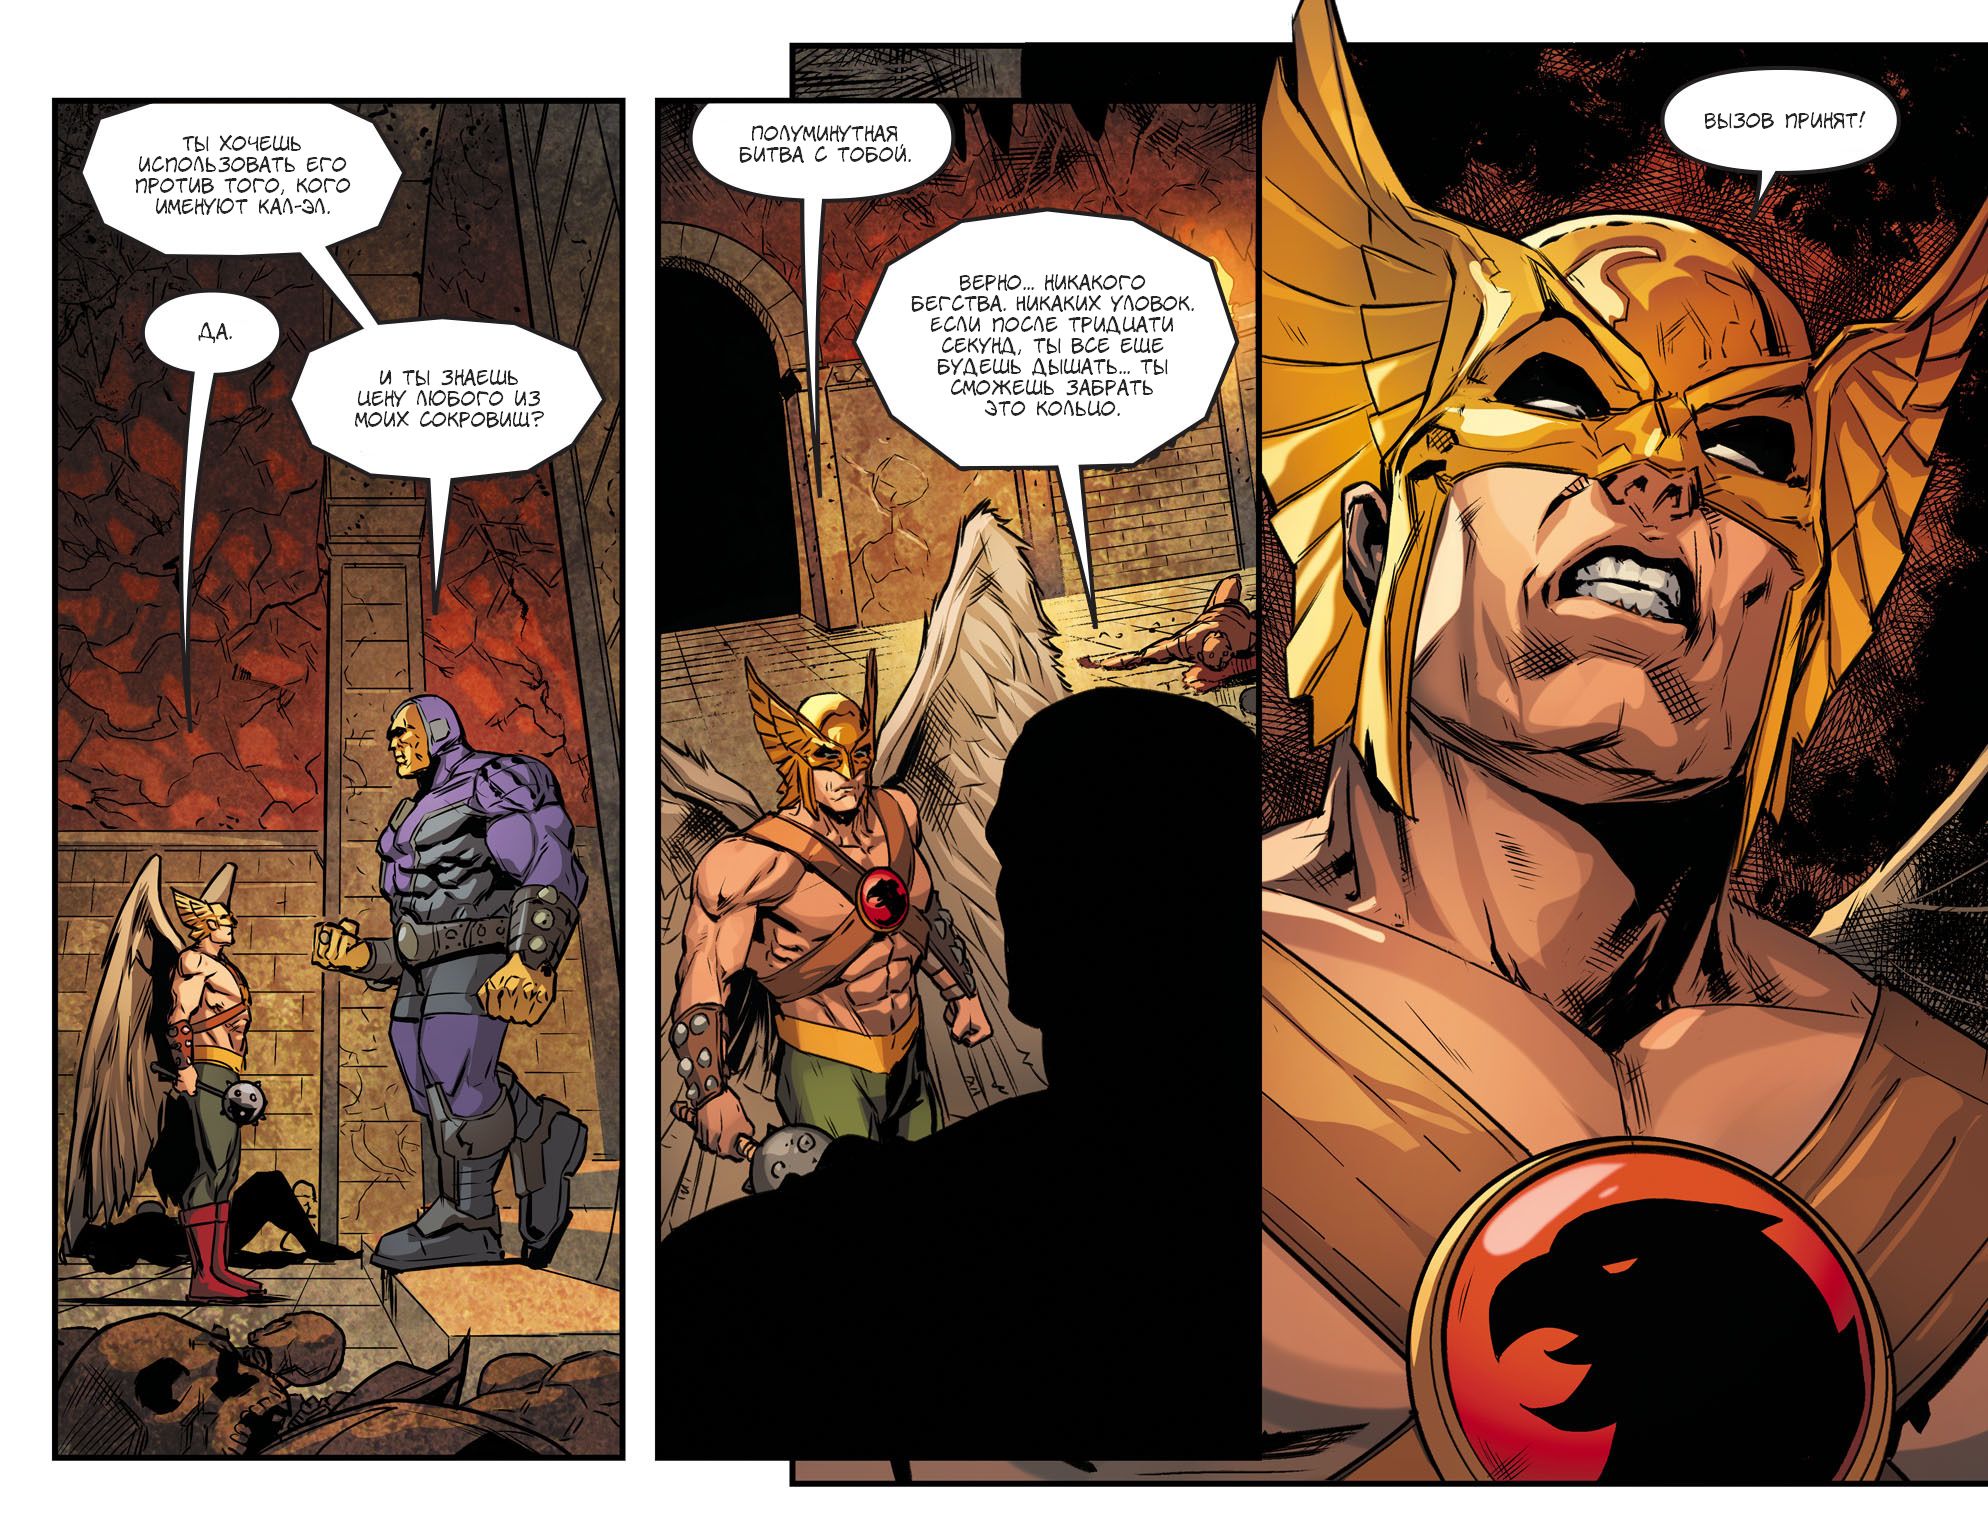 ТЫ ХОЧЕШЬ
ИСПОЛЬЗОВАТЬ ЕГО
ПРОТИВ ТОГО, КОГО
ИМЕНУЮТ КАЛ-ЭЛ.
ДА.
И ТЫ ЗНАЕШЬ
ЦЕНУ ЛЮБОГО ИЗ
МОИХ СОКРОВИЩ?
ПОЛУМИНУТНАЯ
БИТВА С ТОБОЙ.
ВЕРНО... НИКАКОГО
БЕГСТВА. НИКАКИХ УЛОВОК.
ЕСЛИ ПОСЛЕ ТРИДЦАТИ
СЕКУНД, ТЫ ВСЕ ЕЩЕ
БУДЕШЬ ДЫШАТЬ... ТЫ
СМОЖЕШЬ ЗАБРАТЬ
ЭТО КОЛЬЦО.
ВЫЗОВ ПРИНЯТ!